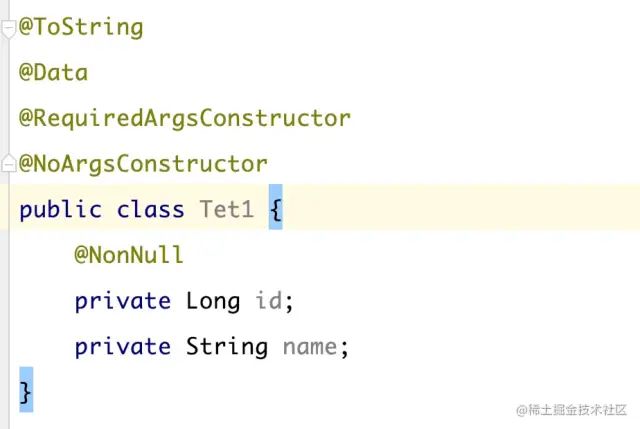 @ToString
@Data
@RequiredArgsConstructor
@NoArgsConstructor
public class Tet1 {
    @NonNull
    private Long id;
    private String name;
}
@稀土掘金技术社区